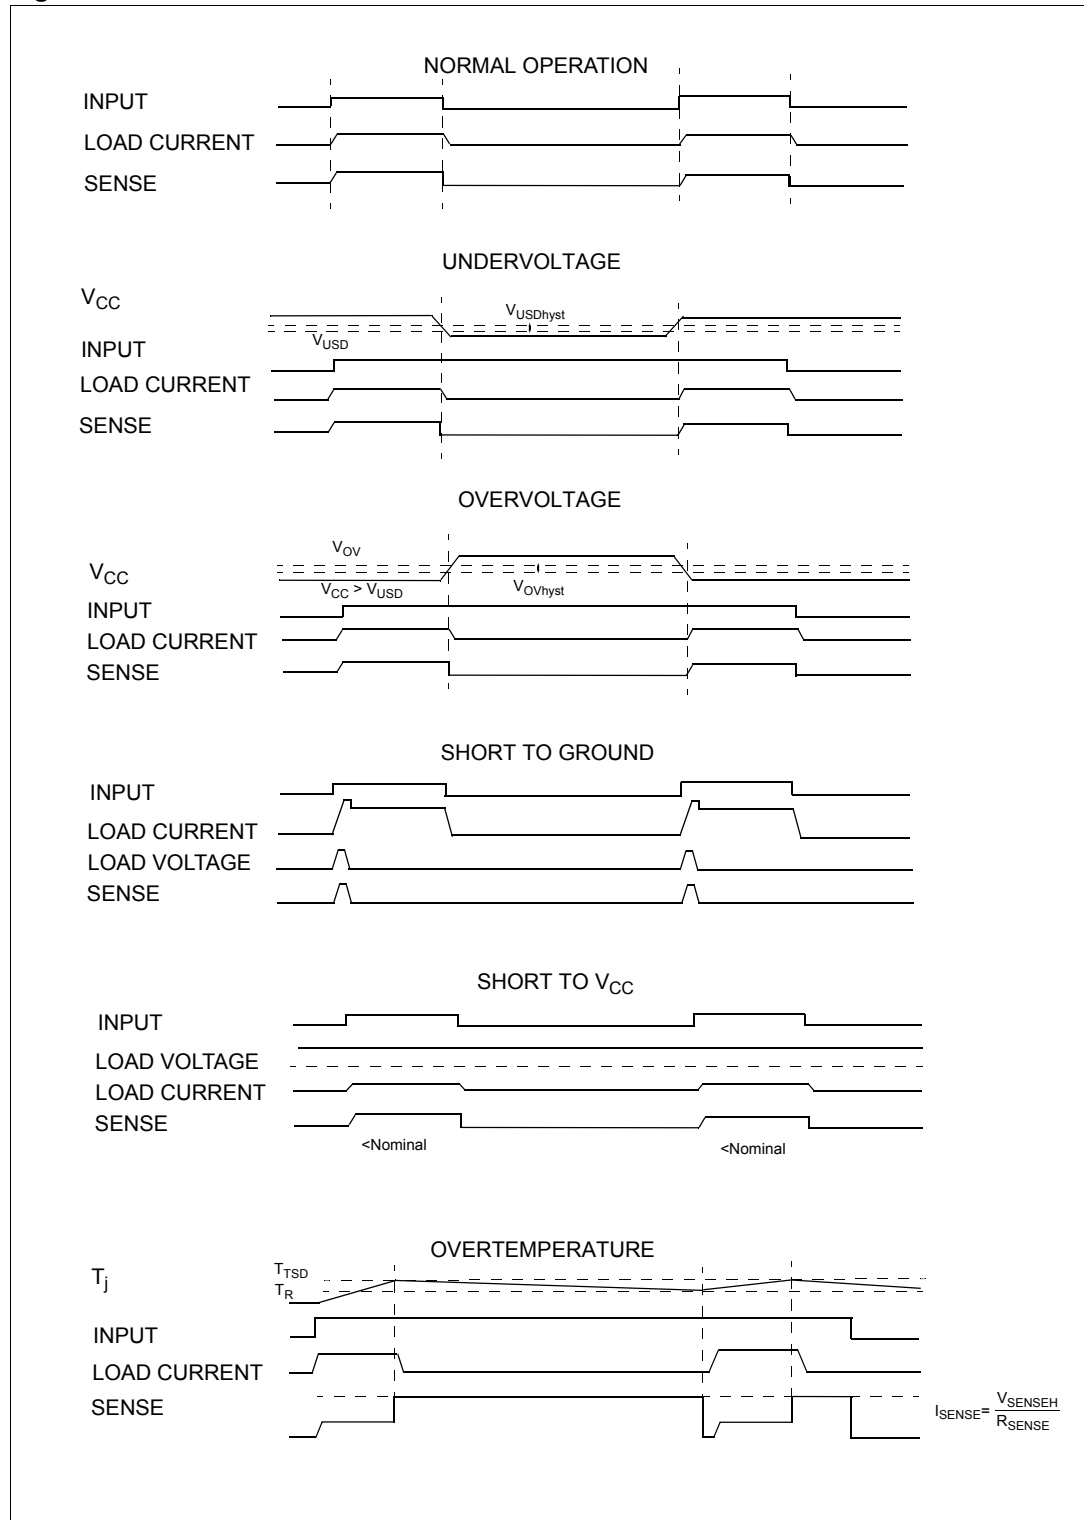 NORMAL OPERATION
INPUT
LOAD CURRENT
SENSE
UNDERVOLTAGE
VCC
VUSDhyst
VUSD
INPUT
LOAD CURRENT
SENSE
OVERVOLTAGE
VOV
VCC
VCC > VUSD
VOVhyst
INPUT
LOAD CURRENT
SENSE
SHORT TO GROUND
INPUT
LOAD CURRENT
LOAD VOLTAGE
SENSE
SHORT TO VCC
INPUT
LOAD VOLTAGE
LOAD CURRENT
SENSE
<Nominal
<Nominal
OVERTEMPERATURE
Tj
TTSD
TR
INPUT
LOAD CURRENT
SENSE
ISENSE= VSENSEH
RSENSE